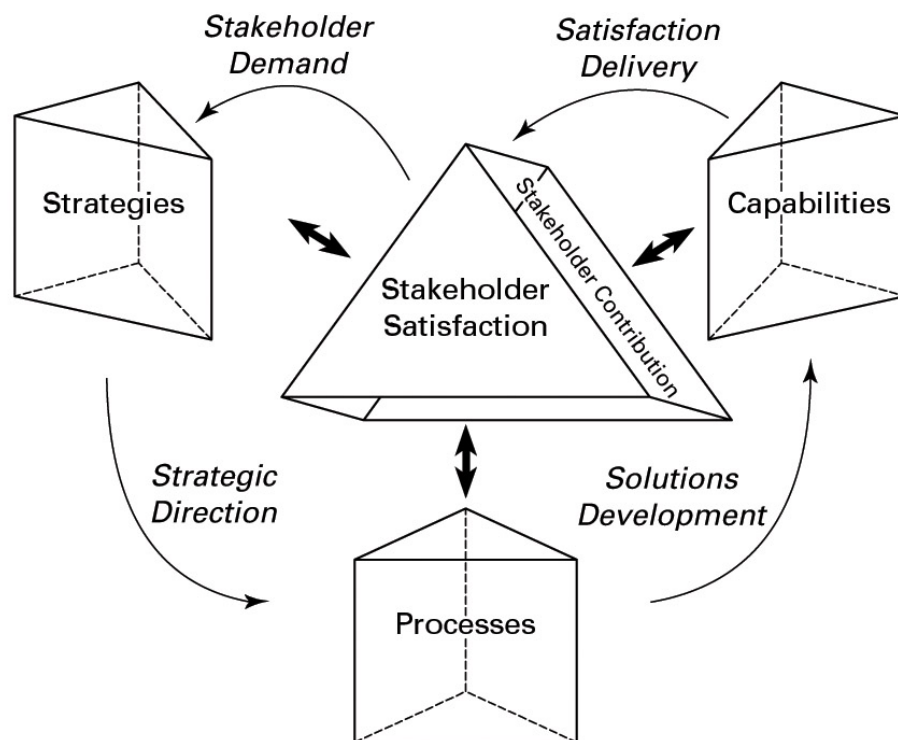 Stakeholder
Demand
Satisfaction
Delivery
Strategies
Stakeholder Contribution
Capabilities
Stakeholder
Satisfaction
Strategic
Direction
Solutions
Development
Processes